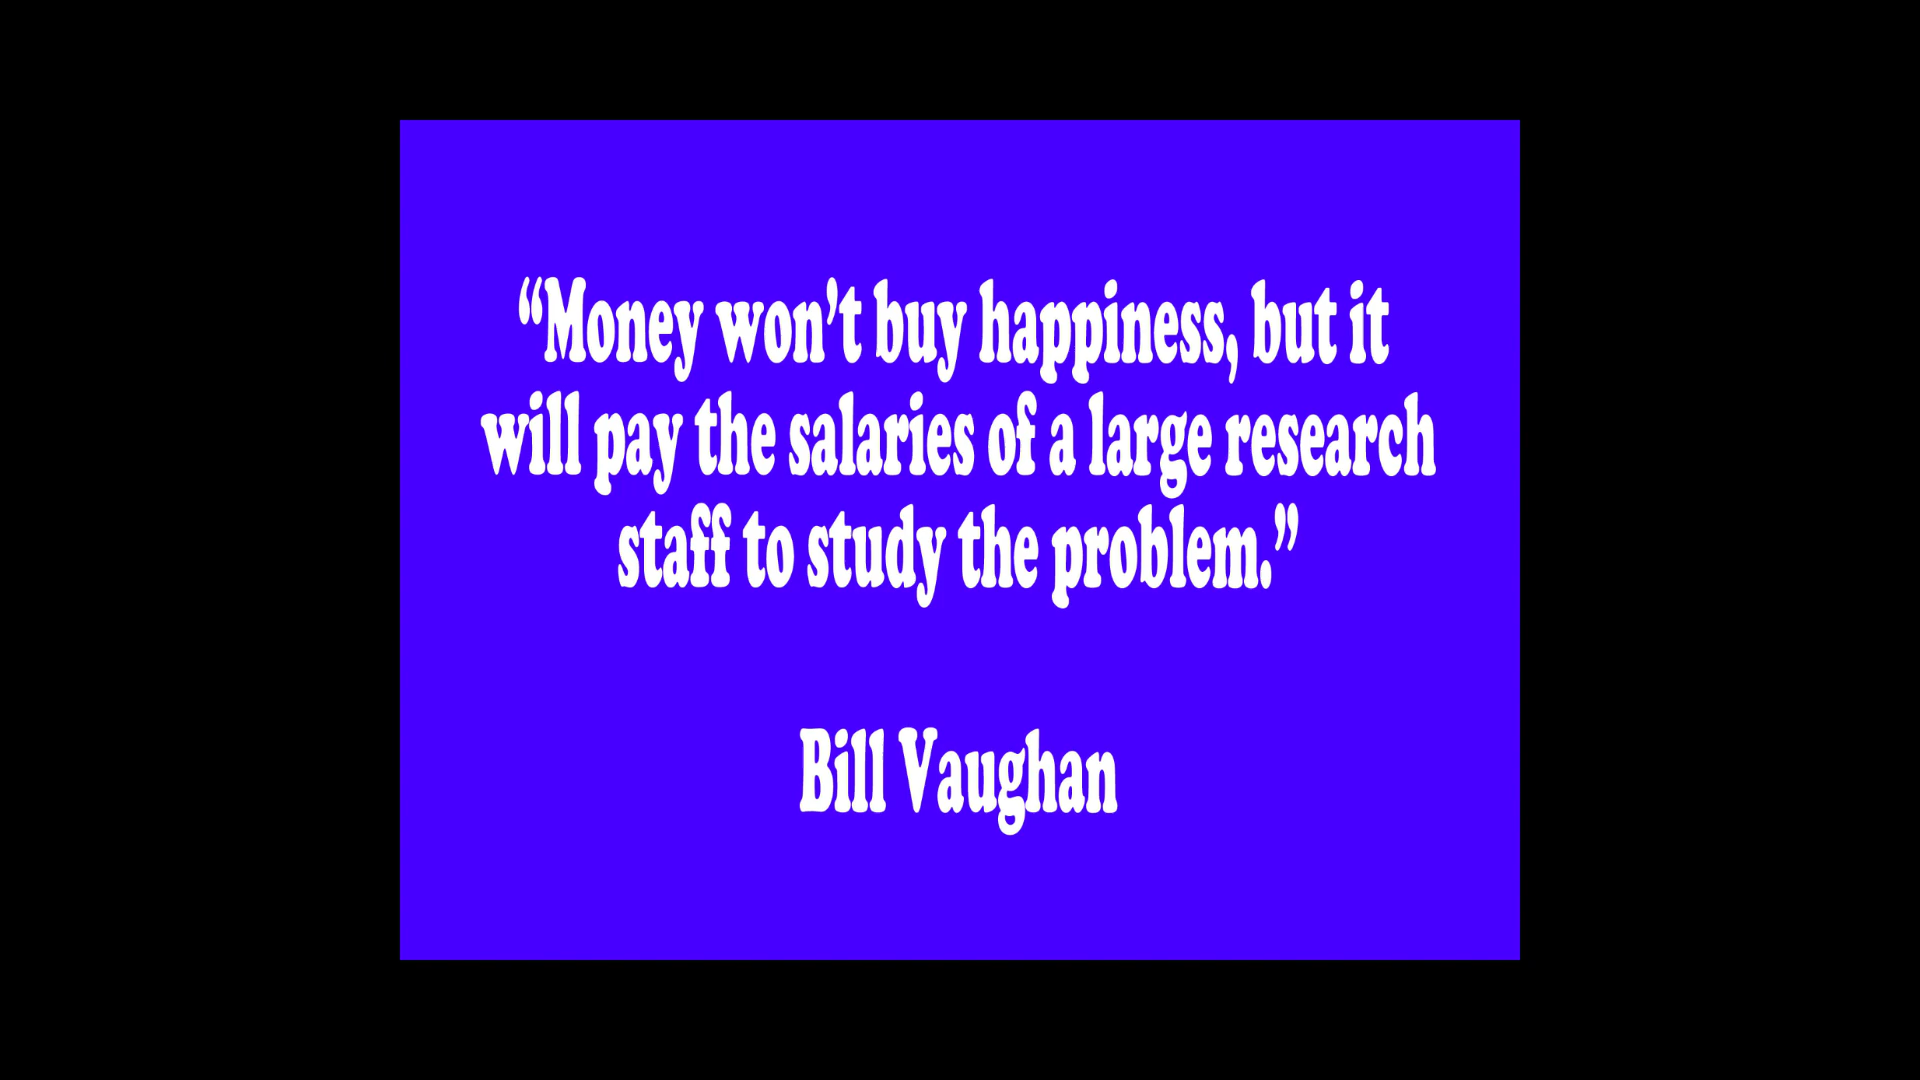 “Money won’t buy happiness, but it
will pay the salaries of a large research
staff to study the problem.”
Bill Vaughan